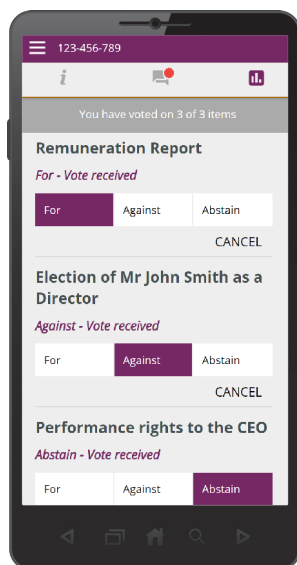 123-456-789
i
You have voted on 3 of 3 items
Remuneration Report
For - Vote received
For Against Abstain
CANCEL
Election of Mr John Smith as a
Director
Against - Vote received
For Against Abstain
CANCEL
Performance rights to the CEO
Abstain - Vote received
For Against Abstain